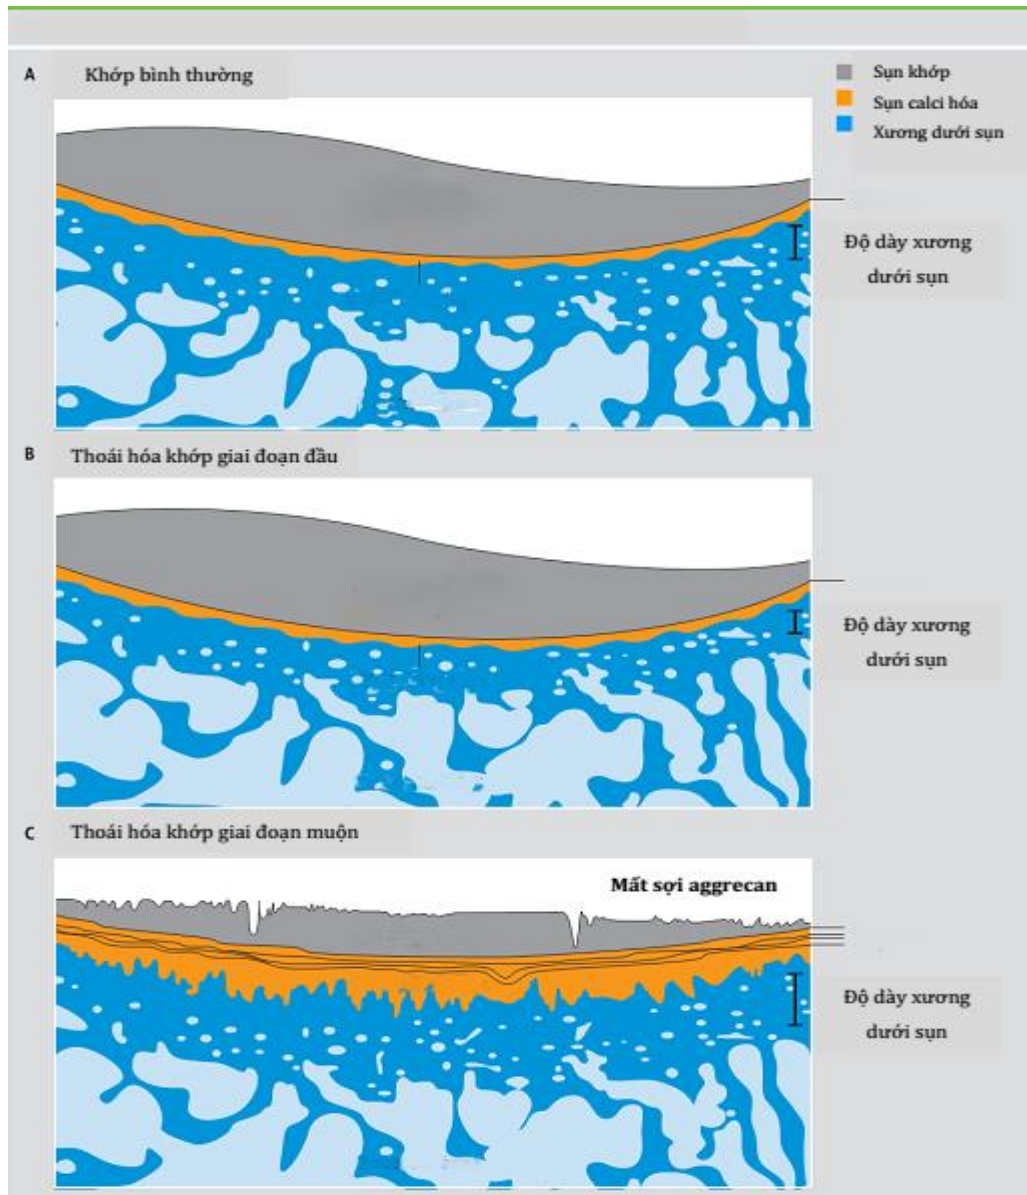 A Khớp bình thường
Sụn khớp
Sụn calci hóa
Xương dưới sụn
Độ dày xương
dưới sụn
B Thoái hóa khớp giai đoạn đầu
Độ dày xương
dưới sụn
C Thoái hóa khớp giai đoạn muộn
Mất sợi aggrecan
Độ dày xương
dưới sụn